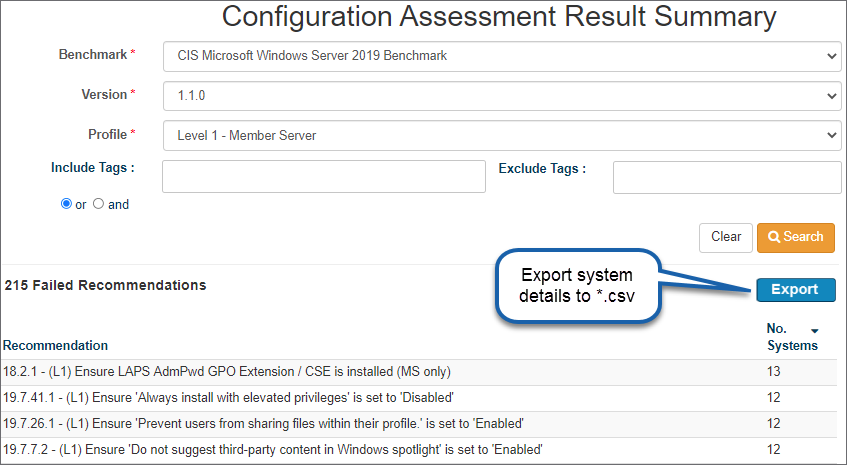 Configuration Assessment Result Summary
Benchmark * CIS Microsoft Windows Server 2019 Benchmark
Version * 1.1.0
Profile * Level 1 - Member Server
Include Tags : Exclude Tags :
or and
Clear Search
Export system
details to *.csv
215 Failed Recommendations Export
No.
Recommendation Systems
18.2.1 - (L1) Ensure LAPS AdmPwd GPO Extension / CSE is installed (MS only) 13
19.7.41.1 - (L1) Ensure 'Always install with elevated privileges' is set to 'Disabled' 12
19.7.26.1 - (L1) Ensure 'Prevent users from sharing files within their profile.' is set to 'Enabled' 12
19.7.7.2 - (L1) Ensure 'Do not suggest third-party content in Windows spotlight' is set to 'Enabled' 12